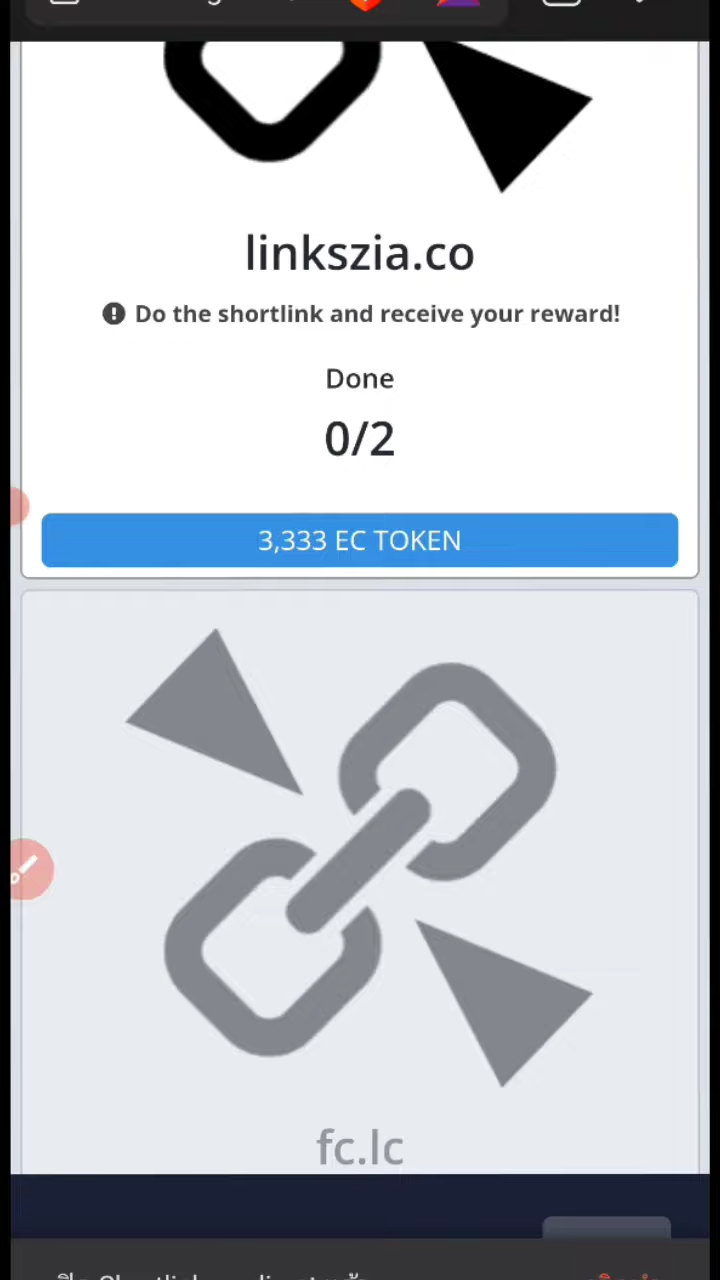 linkszia.co
Do the shortlink and receive your reward!
Done
0/2
3,333 EC TOKEN
fc.lc